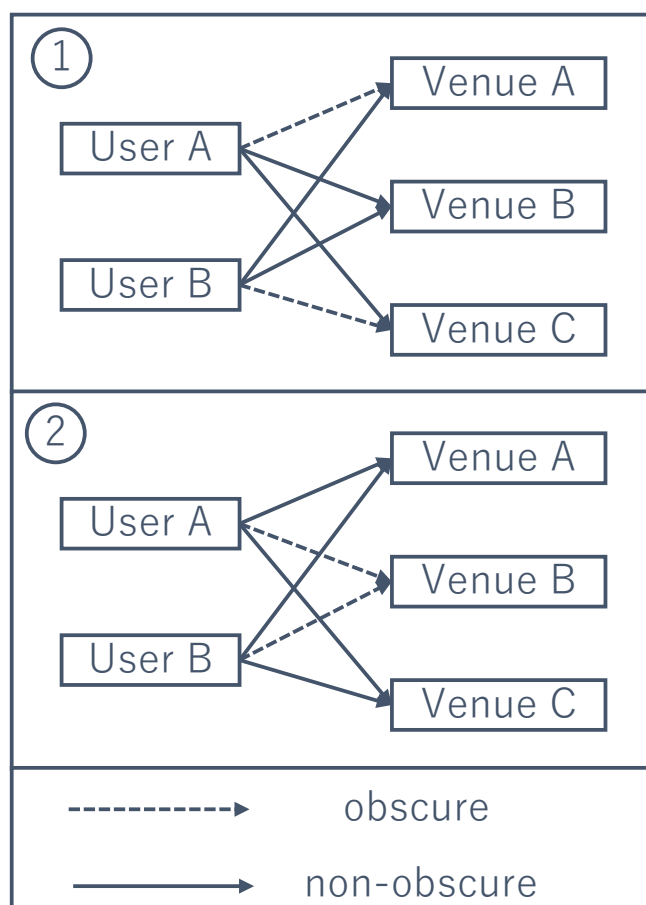 1
Venue A
User A
Venue B
User B
Venue C
2
Venue A
User A
Venue B
User B
Venue C
obscure
non-obscure